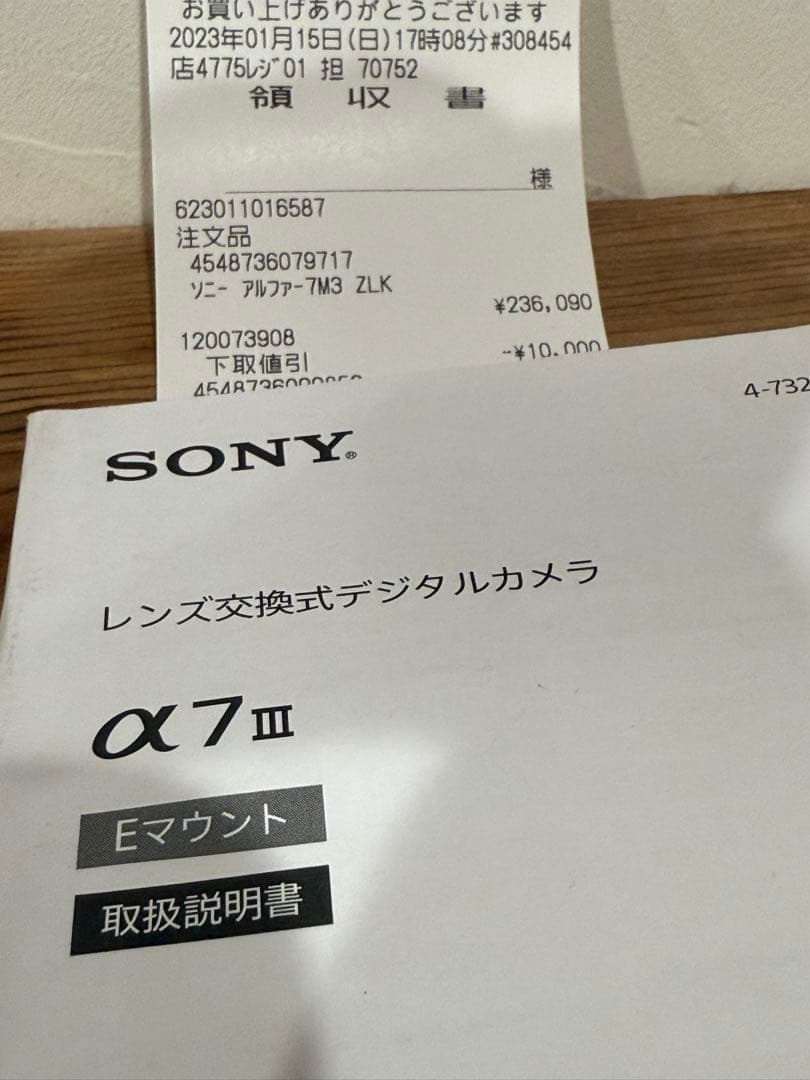 お買い上げありがとうございます
2023年01月15日(日)17時08分#308454
店4775ﾚｼﾞ01 担 70752
領 収 書
様
623011016587
注文品
4548736079717
ｿﾆｰ ｱﾙﾌｧｰ7M3 ZLK
¥236,090
120073908
下取値引
-¥10,000
SONY®
4-732
レンズ交換式デジタルカメラ
α7III
Eマウント
取扱説明書